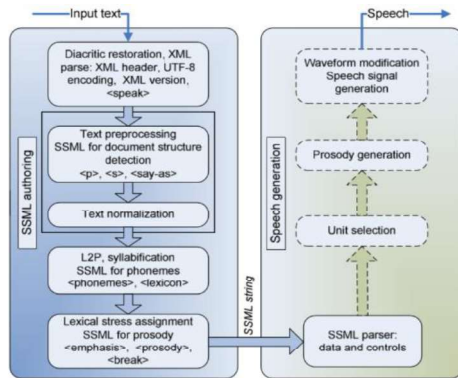 Input text
Speech
Diacritic restoration, XML
parse: XML header, UTF-8
encoding, XML version,
<speak>
Text preprocessing
SSML for document structure
detection
<p>, <s>, <say-as>
Text normalization
L2P, syllabification
SSML for phonemes
<phonemes>, <lexicon>
Lexical stress assignment
SSML for prosody
<emphasis>, <prosody>,
<break>
SSML authoring
SSML string
Waveform modification
Speech signal
generation
Prosody generation
Unit selection
SSML parser:
data and controls
Speech generation